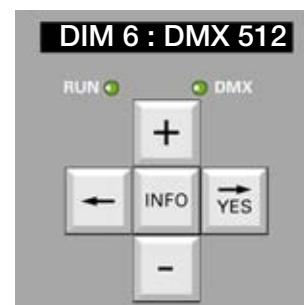 DIM 6 : DMX 512
RUN DMX
+
INFO YES
-